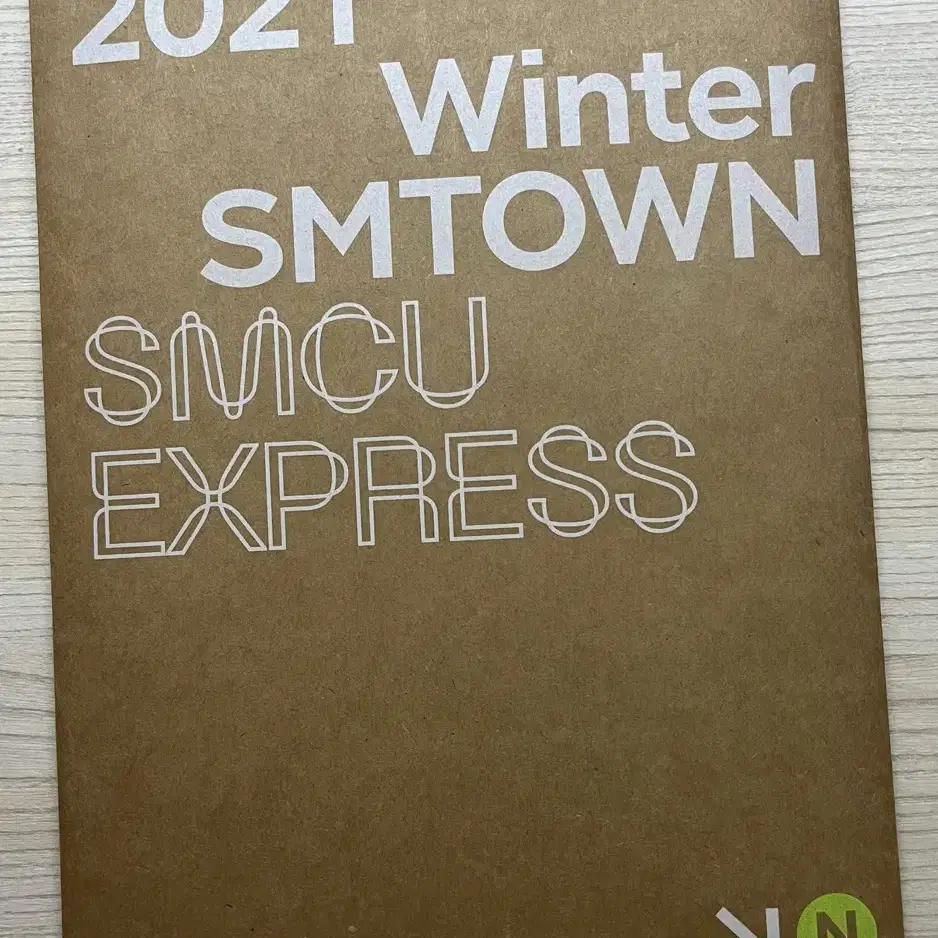 2021
Winter
SMTOWN
SMCU
EXPRESS
N